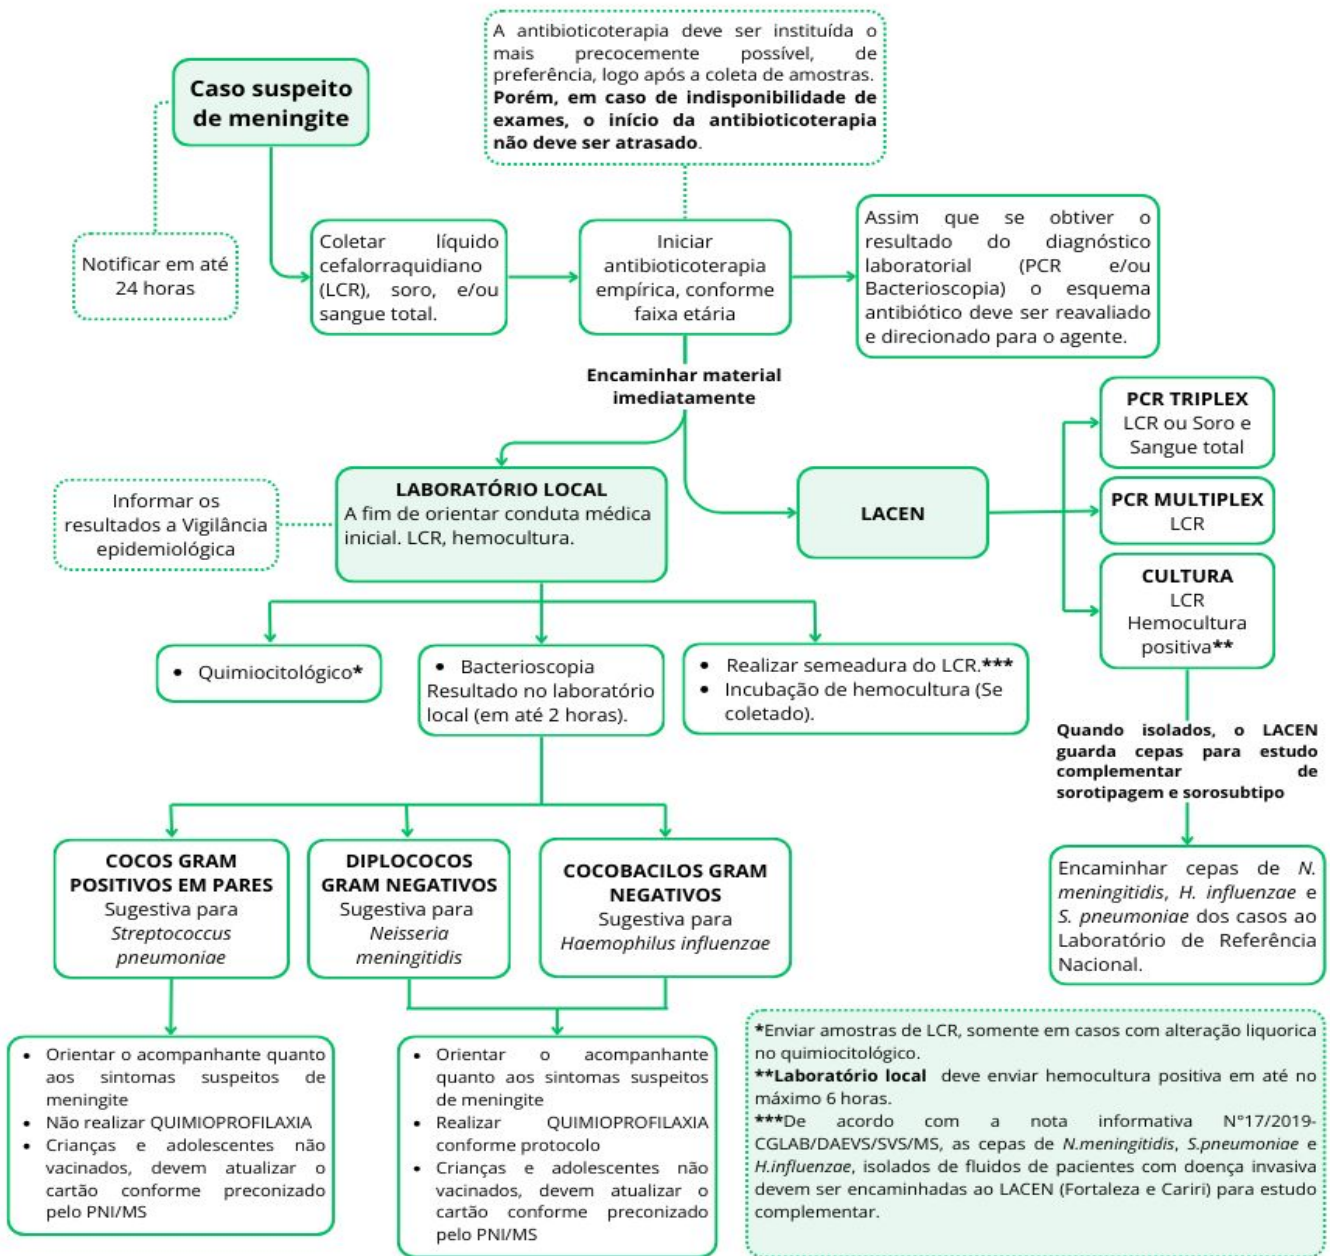 A antibioticoterapia deve ser instituída o
mais precocemente possível, de
preferência, logo após a coleta de amostras.
Porém, em caso de indisponibilidade de
exames, o início da antibioticoterapia
não deve ser atrasado.
Caso suspeito
de meningite
Notificar em até
24 horas
Coletar líquido
cefalorraquidiano
(LCR), soro, e/ou
sangue total.
Iniciar
antibioticoterapia
empírica, conforme
faixa etária
Assim que se obtiver o
resultado do diagnóstico
laboratorial (PCR e/ou
Bacterioscopia) o esquema
antibiótico deve ser reavaliado
e direcionado para o agente.
Encaminhar material
imediatamente
PCR TRIPLEX
LCR ou Soro e
Sangue total
Informar os
resultados a Vigilância
epidemiológica
LABORATÓRIO LOCAL
A fim de orientar conduta médica
inicial. LCR, hemocultura.
LACEN
PCR MULTIPLEX
LCR
CULTURA
LCR
Hemocultura
positiva**
• Quimiocitológico*
• Bacterioscopia
Resultado no laboratório
local (em até 2 horas).
• Realizar semeadura do LCR.***
• Incubação de hemocultura (Se
coletado).
Quando isolados, o LACEN
guarda cepas para estudo
complementar de
sorotipagem e sorosubtipo
COCOS GRAM
POSITIVOS EM PARES
Sugestiva para
Streptococcus
pneumoniae
DIPLOCOCOS
GRAM NEGATIVOS
Sugestiva para
Neisseria
meningitidis
COCOBACILOS GRAM
NEGATIVOS
Sugestiva para
Haemophilus influenzae
Encaminhar cepas de N.
meningitidis, H. influenzae e
S. pneumoniae dos casos ao
Laboratório de Referência
Nacional.
• Orientar o acompanhante quanto
aos sintomas suspeitos de
meningite
• Não realizar QUIMIOPROFILAXIA
• Crianças e adolescentes não
vacinados, devem atualizar o
cartão conforme preconizado
pelo PNI/MS
• Orientar o acompanhante
quanto aos sintomas suspeitos
de meningite
• Realizar QUIMIOPROFILAXIA
conforme protocolo
• Crianças e adolescentes não
vacinados, devem atualizar o
cartão conforme preconizado
pelo PNI/MS
*Enviar amostras de LCR, somente em casos com alteração liquorica
no quimiocitológico.
**Laboratório local deve enviar hemocultura positiva em até no
máximo 6 horas.
***De acordo com a nota informativa N°17/2019-
CGLAB/DAEVS/SVS/MS, as cepas de N.meningitidis, S.pneumoniae e
H.influenzae, isolados de fluidos de pacientes com doença invasiva
devem ser encaminhadas ao LACEN (Fortaleza e Cariri) para estudo
complementar.